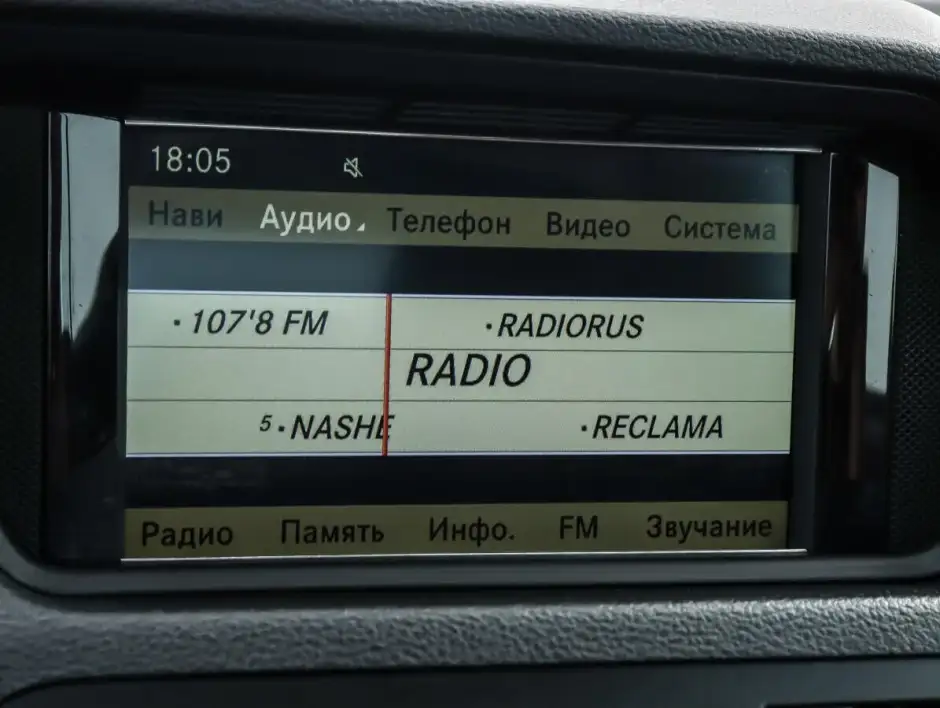 18:05
Нави Аудио Телефон Видео Система
·107'8 FM ·RADIORUS
RADIO
5·NASHE ·RECLAMA
Радио Память Инфо. FM Звучание